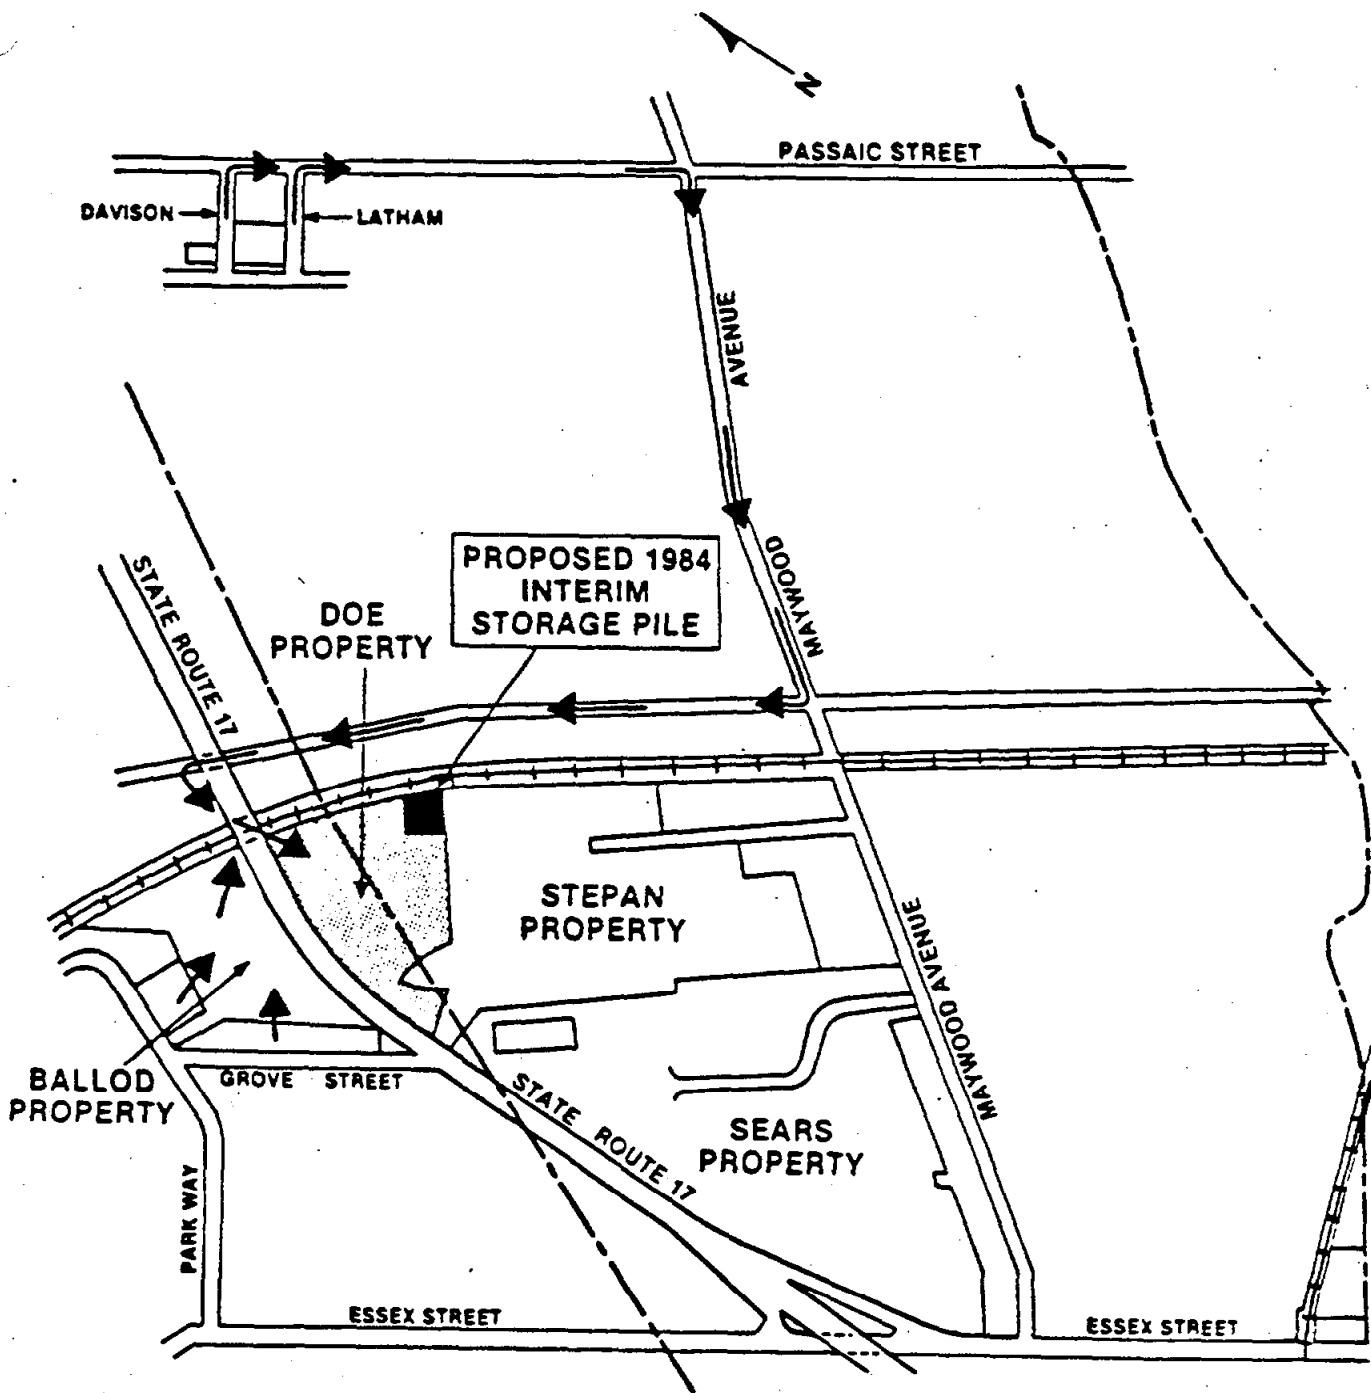 N
PASSAIC STREET
DAVISON
LATHAM
AVENUE
MAYWOOD
STATE ROUTE 17
PROPOSED 1984
INTERIM
STORAGE PILE
DOE
PROPERTY
STEPAN
PROPERTY
MAYWOOD AVENUE
BALLOD
PROPERTY
GROVE STREET
STATE ROUTE 17
SEARS
PROPERTY
PARK WAY
ESSEX STREET
ESSEX STREET